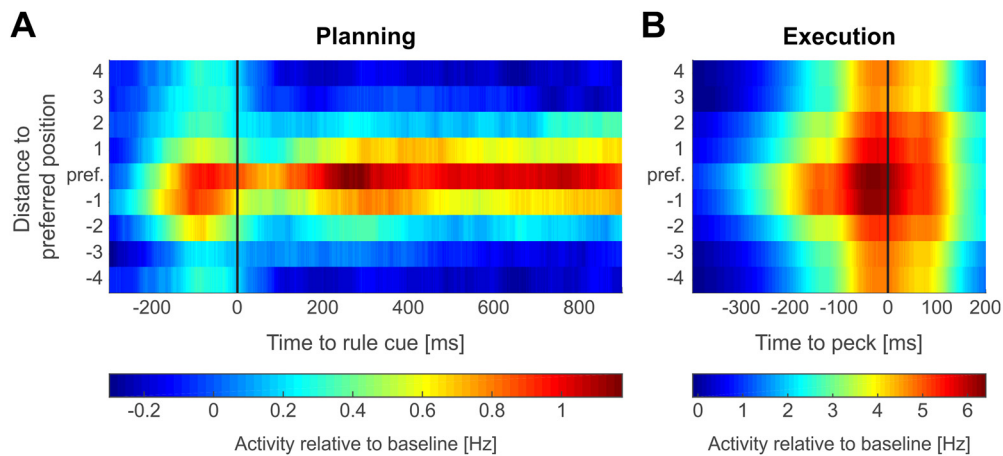 A
Planning
Distance to
preferred position
4
3
2
1
pref.
-1
-2
-3
-4
-200 0 200 400 600 800
Time to rule cue [ms]
-0.2 0 0.2 0.4 0.6 0.8 1
Activity relative to baseline [Hz]
B
Execution
4
3
2
1
pref.
-1
-2
-3
-4
-300 -200 -100 0 100 200
Time to peck [ms]
0 1 2 3 4 5 6
Activity relative to baseline [Hz]